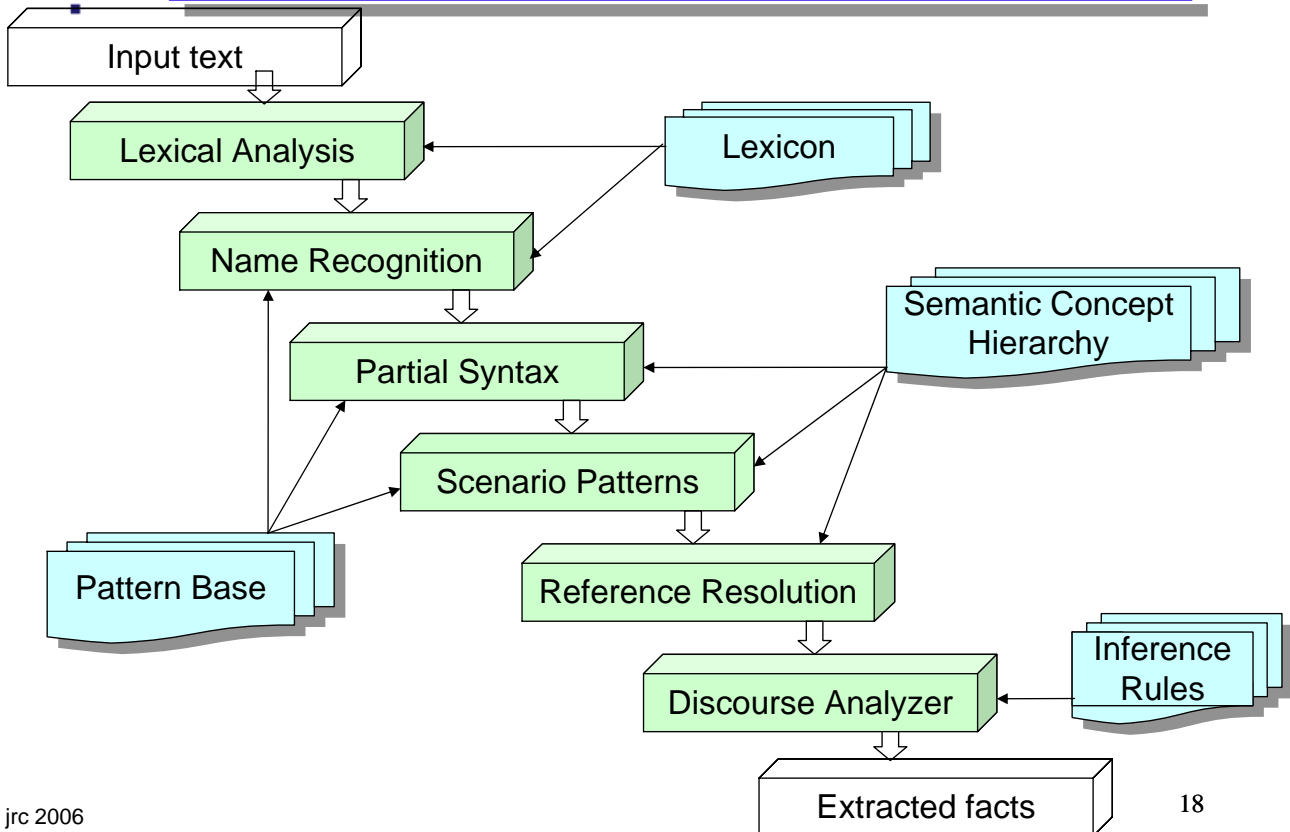 Input text
Lexical Analysis
Lexicon
Name Recognition
Semantic Concept
Hierarchy
Partial Syntax
Scenario Patterns
Pattern Base
Reference Resolution
Inference
Rules
Discourse Analyzer
Extracted facts
jrc 2006
18